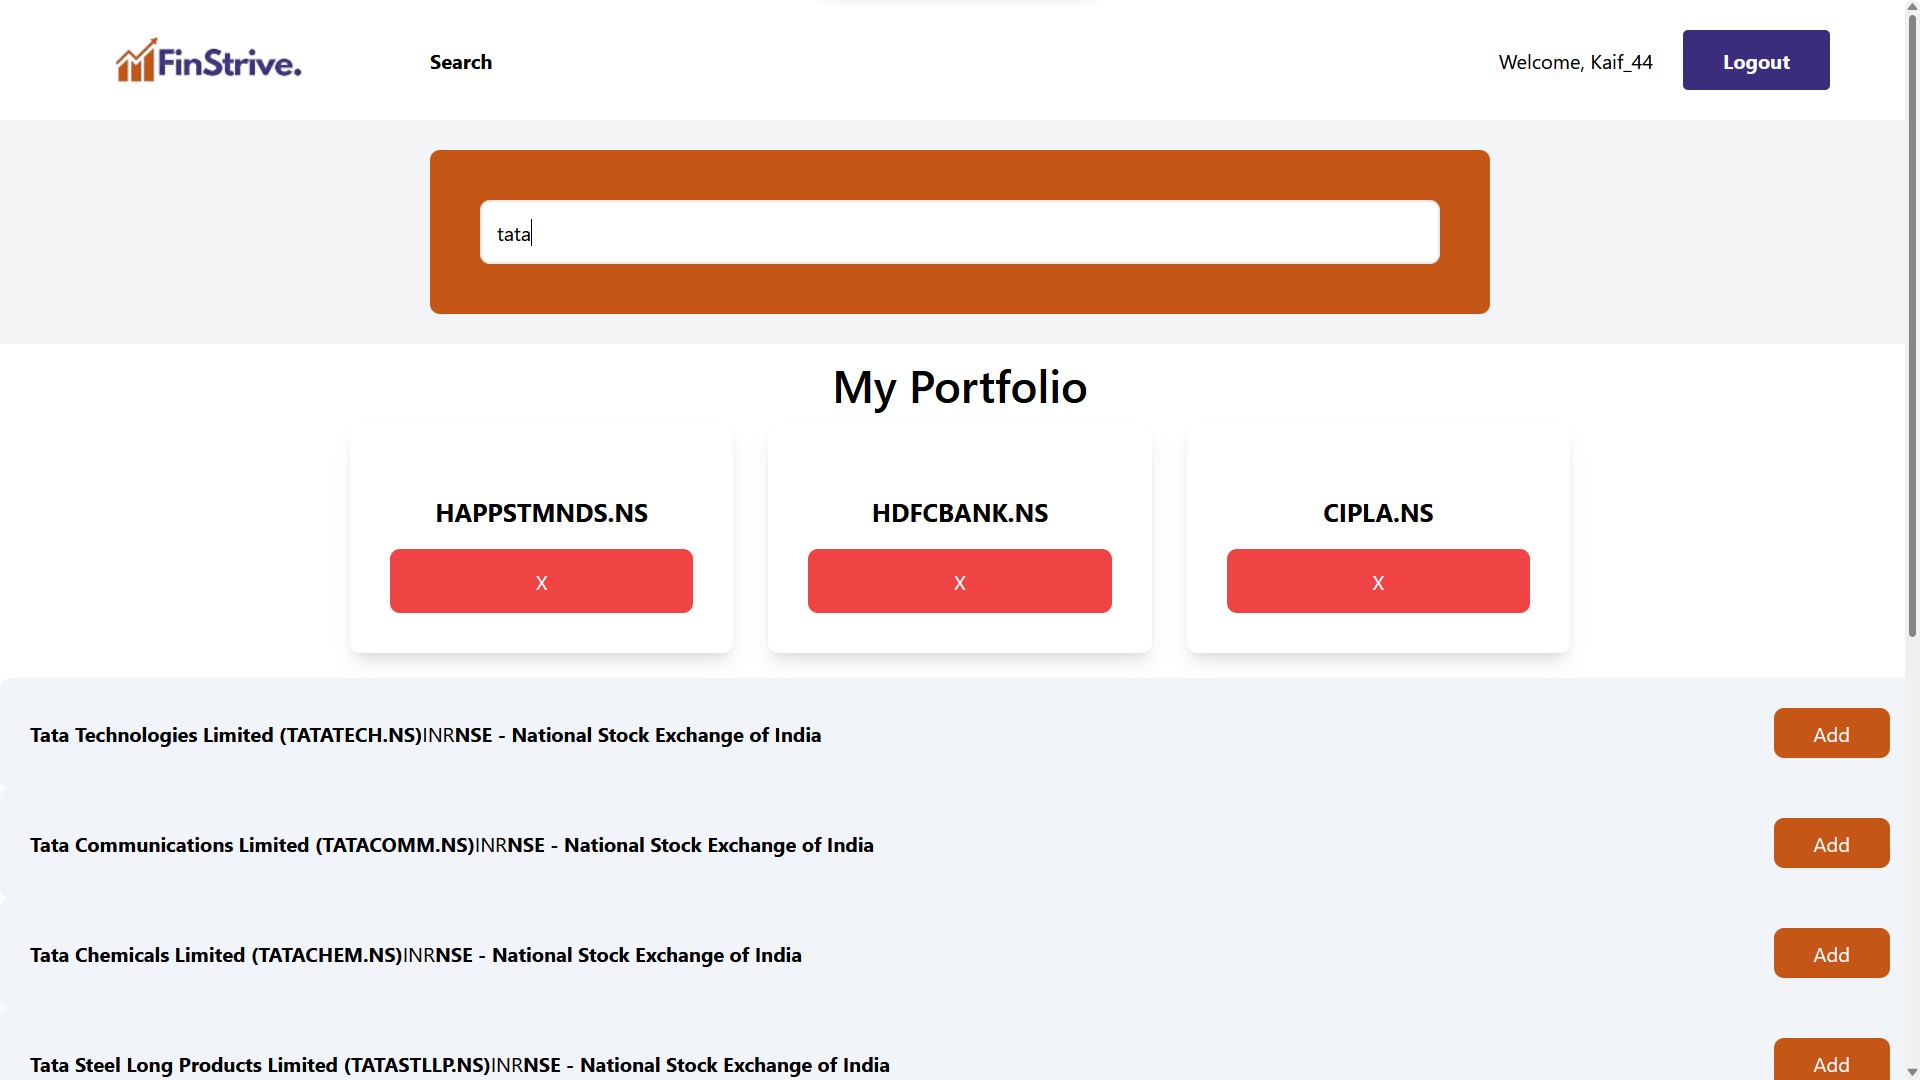 FinStrive.
Search
Welcome, Kaif_44
Logout
tata
My Portfolio
HAPPSTMNDS.NS
X
HDFCBANK.NS
X
CIPLA.NS
X
Tata Technologies Limited (TATATECH.NS)INRNSE - National Stock Exchange of India
Add
Tata Communications Limited (TATACOMM.NS)INRNSE - National Stock Exchange of India
Add
Tata Chemicals Limited (TATACHEM.NS)INRNSE - National Stock Exchange of India
Add
Tata Steel Long Products Limited (TATASTLLP.NS)INRNSE - National Stock Exchange of India
Add